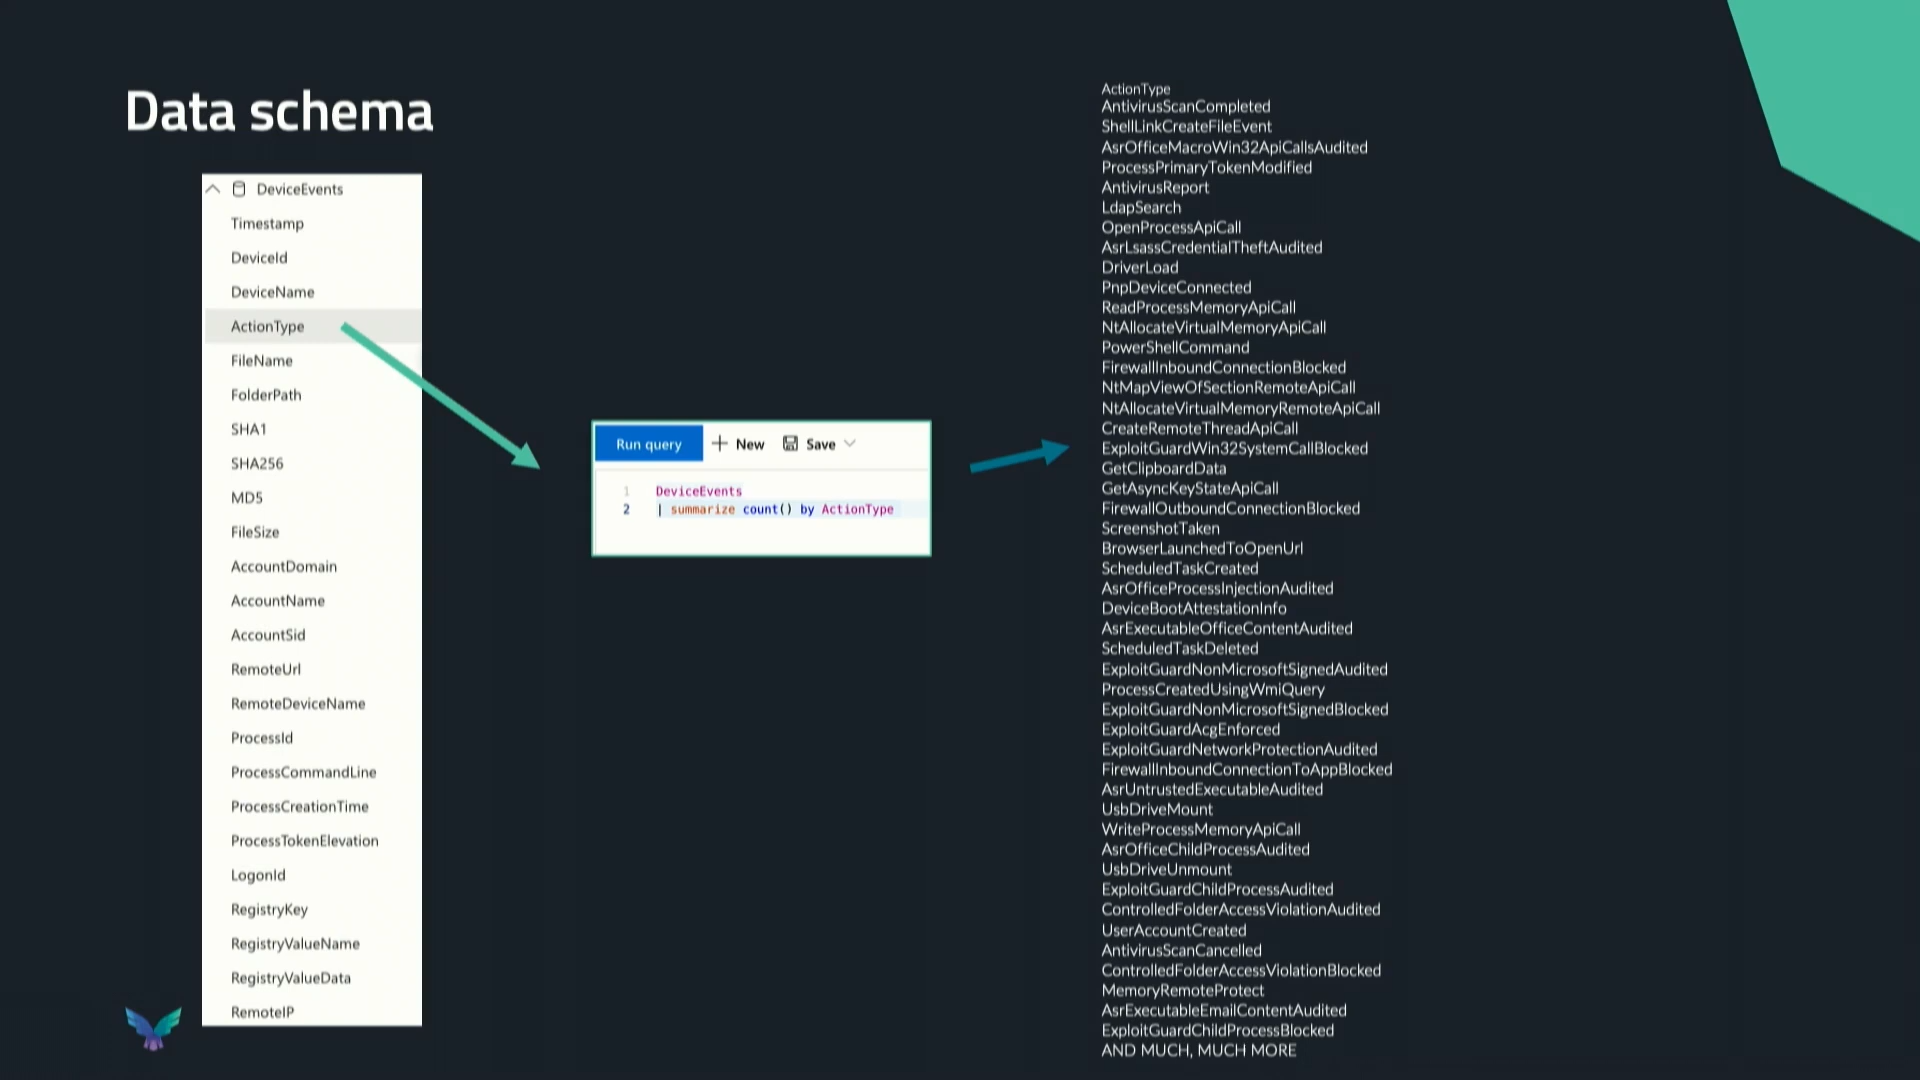 Data schema
DeviceEvents
Timestamp
DeviceId
DeviceName
ActionType
FileName
FolderPath
SHA1
SHA256
MD5
FileSize
AccountDomain
AccountName
AccountSid
RemoteUrl
RemoteDeviceName
ProcessId
ProcessCommandLine
ProcessCreationTime
ProcessTokenElevation
LogonId
RegistryKey
RegistryValueName
RegistryValueData
RemoteIP
Run query New Save
1 DeviceEvents
2 | summarize count() by ActionType
ActionType
AntivirusScanCompleted
ShellLinkCreateFileEvent
AsrOfficeMacroWin32ApiCallsAudited
ProcessPrimaryTokenModified
AntivirusReport
LdapSearch
OpenProcessApiCall
AsrLsassCredentialTheftAudited
DriverLoad
PnpDeviceConnected
ReadProcessMemoryApiCall
NtAllocateVirtualMemoryApiCall
PowerShellCommand
FirewallInboundConnectionBlocked
NtMapViewOfSectionRemoteApiCall
NtAllocateVirtualMemoryRemoteApiCall
CreateRemoteThreadApiCall
ExploitGuardWin32SystemCallBlocked
GetClipboardData
GetAsyncKeyStateApiCall
FirewallOutboundConnectionBlocked
ScreenshotTaken
BrowserLaunchedToOpenUrl
ScheduledTaskCreated
AsrOfficeProcessInjectionAudited
DeviceBootAttestationInfo
AsrExecutableOfficeContentAudited
ScheduledTaskDeleted
ExploitGuardNonMicrosoftSignedAudited
ProcessCreatedUsingWmiQuery
ExploitGuardNonMicrosoftSignedBlocked
ExploitGuardAcgEnforced
ExploitGuardNetworkProtectionAudited
FirewallInboundConnectionToAppBlocked
AsrUntrustedExecutableAudited
UsbDriveMount
WriteProcessMemoryApiCall
AsrOfficeChildProcessAudited
UsbDriveUnmount
ExploitGuardChildProcessAudited
ControlledFolderAccessViolationAudited
UserAccountCreated
AntivirusScanCancelled
ControlledFolderAccessViolationBlocked
MemoryRemoteProtect
AsrExecutableEmailContentAudited
ExploitGuardChildProcessBlocked
AND MUCH, MUCH MORE